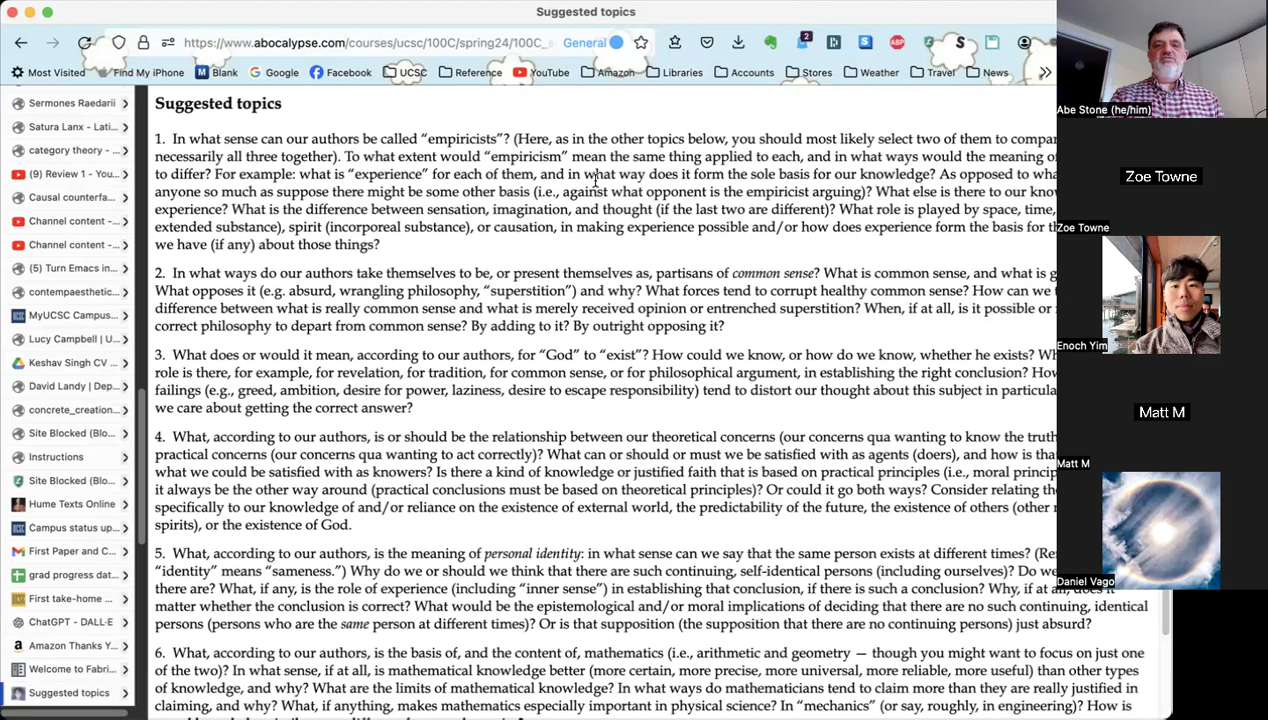 Suggested topics
https://www.abocalypse.com/courses/ucsc/100C/spring24/100C_s
General
2
ABP
S
Most Visited
Find My iPhone
Blank
Google
Facebook
UCSC
Reference
YouTube
Amazon
Libraries
Accounts
Stores
Weather
Travel
News
Sermones Raedarii
Satura Lanx - Lati...
category theory -...
(9) Review 1 - You...
Causal counterfa...
Channel content -...
Channel content -...
(5) Turn Emacs in...
contempaesthetic...
MyUCSC Campus...
Lucy Campbell | U...
Keshav Singh CV ...
David Landy | Dep...
concrete_creation...
Site Blocked (Blo...
Instructions
Site Blocked (Blo...
Hume Texts Online
Campus status up...
First Paper and C...
grad progress dat...
First take-home ...
ChatGPT - DALL·E
Amazon Thanks Y...
Welcome to Fabri...
Suggested topics
Suggested topics
1. In what sense can our authors be called “empiricists”? (Here, as in the other topics below, you should most likely select two of them to compar
necessarily all three together). To what extent would “empiricism” mean the same thing applied to each, and in what ways would the meaning of
to differ? For example: what is “experience” for each of them, and in what way does it form the sole basis for our knowledge? As opposed to wha
anyone so much as suppose there might be some other basis (i.e., against what opponent is the empiricist arguing)? What else is there to our know
experience? What is the difference between sensation, imagination, and thought (if the last two are different)? What role is played by space, time,
extended substance), spirit (incorporeal substance), or causation, in making experience possible and/or how does experience form the basis for th
we have (if any) about those things?
2. In what ways do our authors take themselves to be, or present themselves as, partisans of common sense? What is common sense, and what is g
What opposes it (e.g. absurd, wrangling philosophy, “superstition”) and why? What forces tend to corrupt healthy common sense? How can we t
difference between what is really common sense and what is merely received opinion or entrenched superstition? When, if at all, is it possible or
correct philosophy to depart from common sense? By adding to it? By outright opposing it?
3. What does or would it mean, according to our authors, for “God” to “exist”? How could we know, or how do we know, whether he exists? Wh
role is there, for example, for revelation, for tradition, for common sense, or for philosophical argument, in establishing the right conclusion? How
failings (e.g., greed, ambition, desire for power, laziness, desire to escape responsibility) tend to distort our thought about this subject in particula
we care about getting the correct answer?
4. What, according to our authors, is or should be the relationship between our theoretical concerns (our concerns qua wanting to know the truth
practical concerns (our concerns qua wanting to act correctly)? What can or should or must we be satisfied with as agents (doers), and how is that
what we could be satisfied with as knowers? Is there a kind of knowledge or justified faith that is based on practical principles (i.e., moral princip
it always be the other way around (practical conclusions must be based on theoretical principles)? Or could it go both ways? Consider relating the
specifically to our knowledge of and/or reliance on the existence of external world, the predictability of the future, the existence of others (other
spirits), or the existence of God.
5. What, according to our authors, is the meaning of personal identity: in what sense can we say that the same person exists at different times? (Re
“identity” means “sameness.”) Why do we or should we think that there are such continuing, self-identical persons (including ourselves)? Do we
there are? What, if any, is the role of experience (including “inner sense”) in establishing that conclusion, if there is such a conclusion? Why, if at all, does it
matter whether the conclusion is correct? What would be the epistemological and/or moral implications of deciding that there are no such continuing, identical
persons (persons who are the same person at different times)? Or is that supposition (the supposition that there are no continuing persons) just absurd?
6. What, according to our authors, is the basis of, and the content of, mathematics (i.e., arithmetic and geometry — though you might want to focus on just one
of the two)? In what sense, if at all, is mathematical knowledge better (more certain, more precise, more universal, more reliable, more useful) than other types
of knowledge, and why? What are the limits of mathematical knowledge? In what ways do mathematicians tend to claim more than they are really justified in
claiming, and why? What, if anything, makes mathematics especially important in physical science? In “mechanics” (or say, roughly, in engineering)? How is
Abe Stone (he/him)
Zoe Towne
Zoe Towne
Enoch Yim
Matt M
Matt M
Daniel Vago